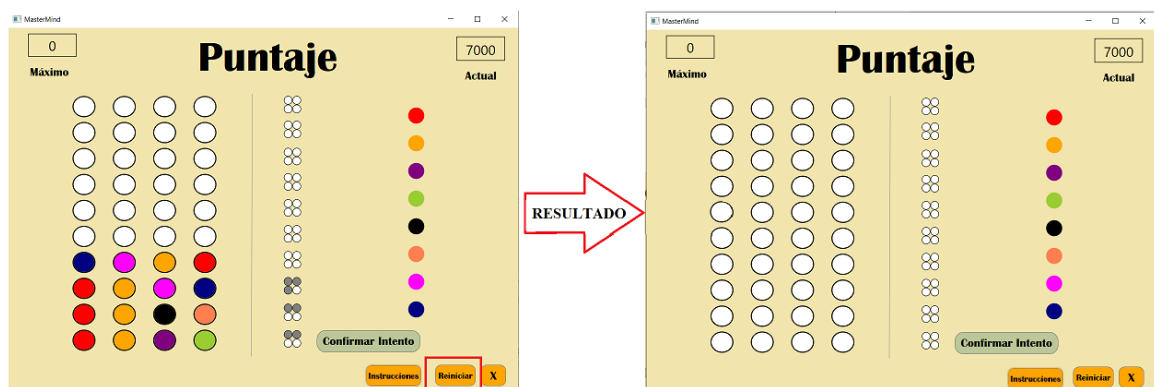 MasterMind
0
Puntaje
7000
Máximo
Actual
Confirmar Intento
Instrucciones
Reiniciar
X
RESULTADO
MasterMind
0
Puntaje
7000
Máximo
Actual
Confirmar Intento
Instrucciones
Reiniciar
X